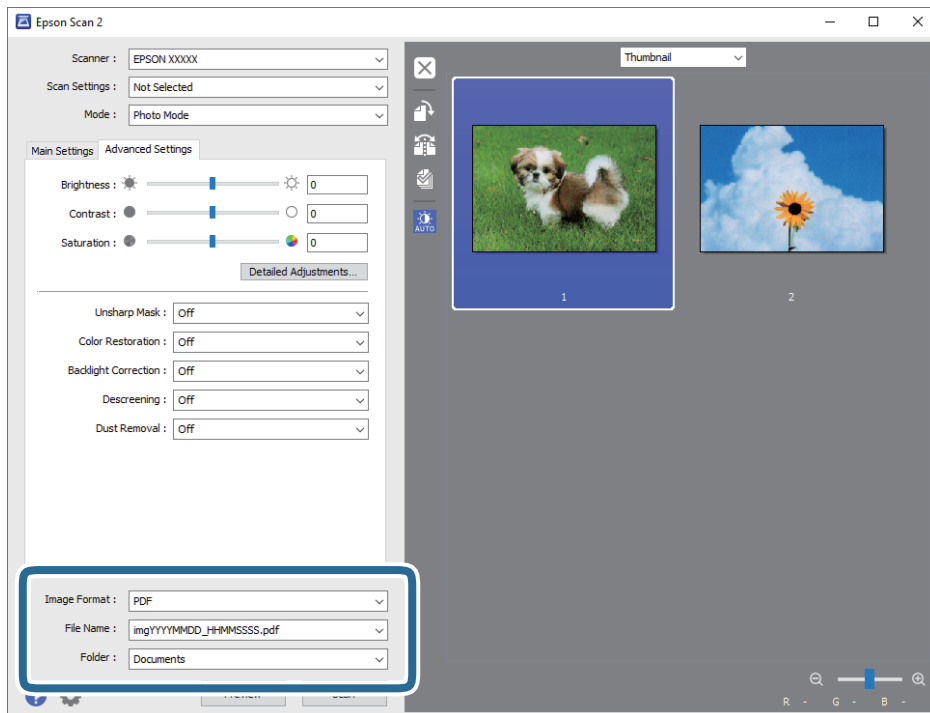 Epson Scan 2
Scanner : EPSON XXXXX
Scan Settings : Not Selected
Mode : Photo Mode
Main Settings Advanced Settings
Brightness : 0
Contrast : 0
Saturation : 0
Detailed Adjustments...
Unsharp Mask : Off
Color Restoration : Off
Backlight Correction : Off
Descreening : Off
Dust Removal : Off
Image Format : PDF
File Name : imgYYYYMMDD_HHMMSSSS.pdf
Folder : Documents
AUTO
Thumbnail
1
2
R - G - B -